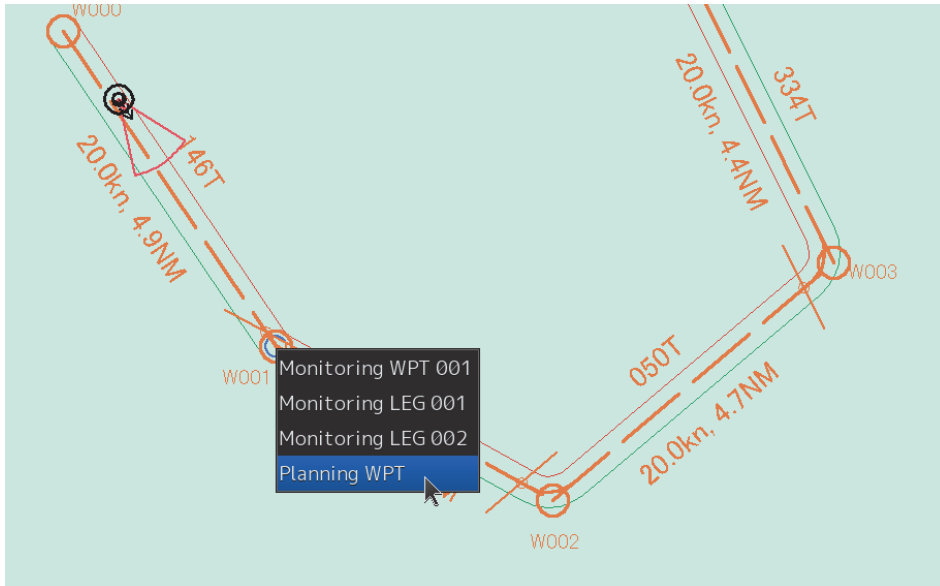 W000
334T
20.0kn, 4.4NM
146T
20.0kn, 4.9NM
W003
W001
Monitoring WPT 001
Monitoring LEG 001
Monitoring LEG 002
Planning WPT
050T
20.0kn, 4.7NM
W002